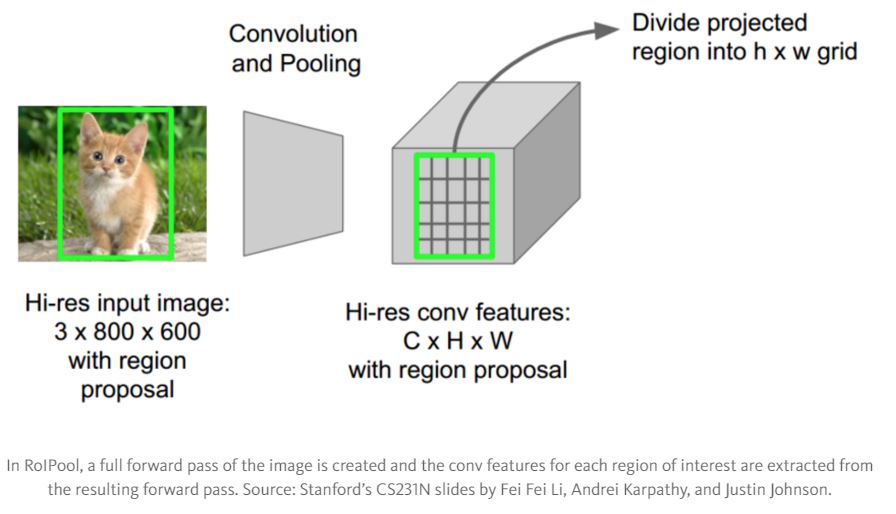 Convolution
and Pooling
Divide projected
region into h x w grid
Hi-res input image:
3 x 800 x 600
with region
proposal
Hi-res conv features:
C x H x W
with region proposal
In RoIPool, a full forward pass of the image is created and the conv features for each region of interest are extracted from
the resulting forward pass. Source: Stanford’s CS231N slides by Fei Fei Li, Andrei Karpathy, and Justin Johnson.